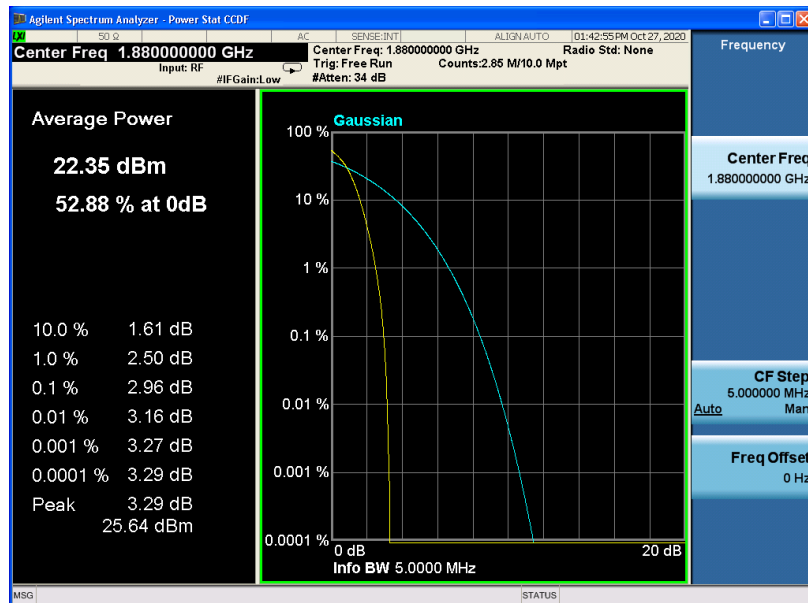 Agilent Spectrum Analyzer - Power Stat CCDF
LXI 50 Ω AC SENSE:INT ALIGN AUTO 01:42:55 PM Oct 27, 2020
Center Freq 1.880000000 GHz
Input: RF
#IFGain:Low
Center Freq: 1.880000000 GHz Radio Std: None
Trig: Free Run Counts:2.85 M/10.0 Mpt
#Atten: 34 dB
Frequency
Average Power
22.35 dBm
52.88 % at 0dB
10.0 % 1.61 dB
1.0 % 2.50 dB
0.1 % 2.96 dB
0.01 % 3.16 dB
0.001 % 3.27 dB
0.0001 % 3.29 dB
Peak 3.29 dB
25.64 dBm
Gaussian
100 %
10 %
1 %
0.1 %
0.01 %
0.001 %
0.0001 %
0 dB 20 dB
Info BW 5.0000 MHz
Center Freq
1.880000000 GHz
CF Step
5.000000 MHz
Auto Man
Freq Offset
0 Hz
MSG STATUS